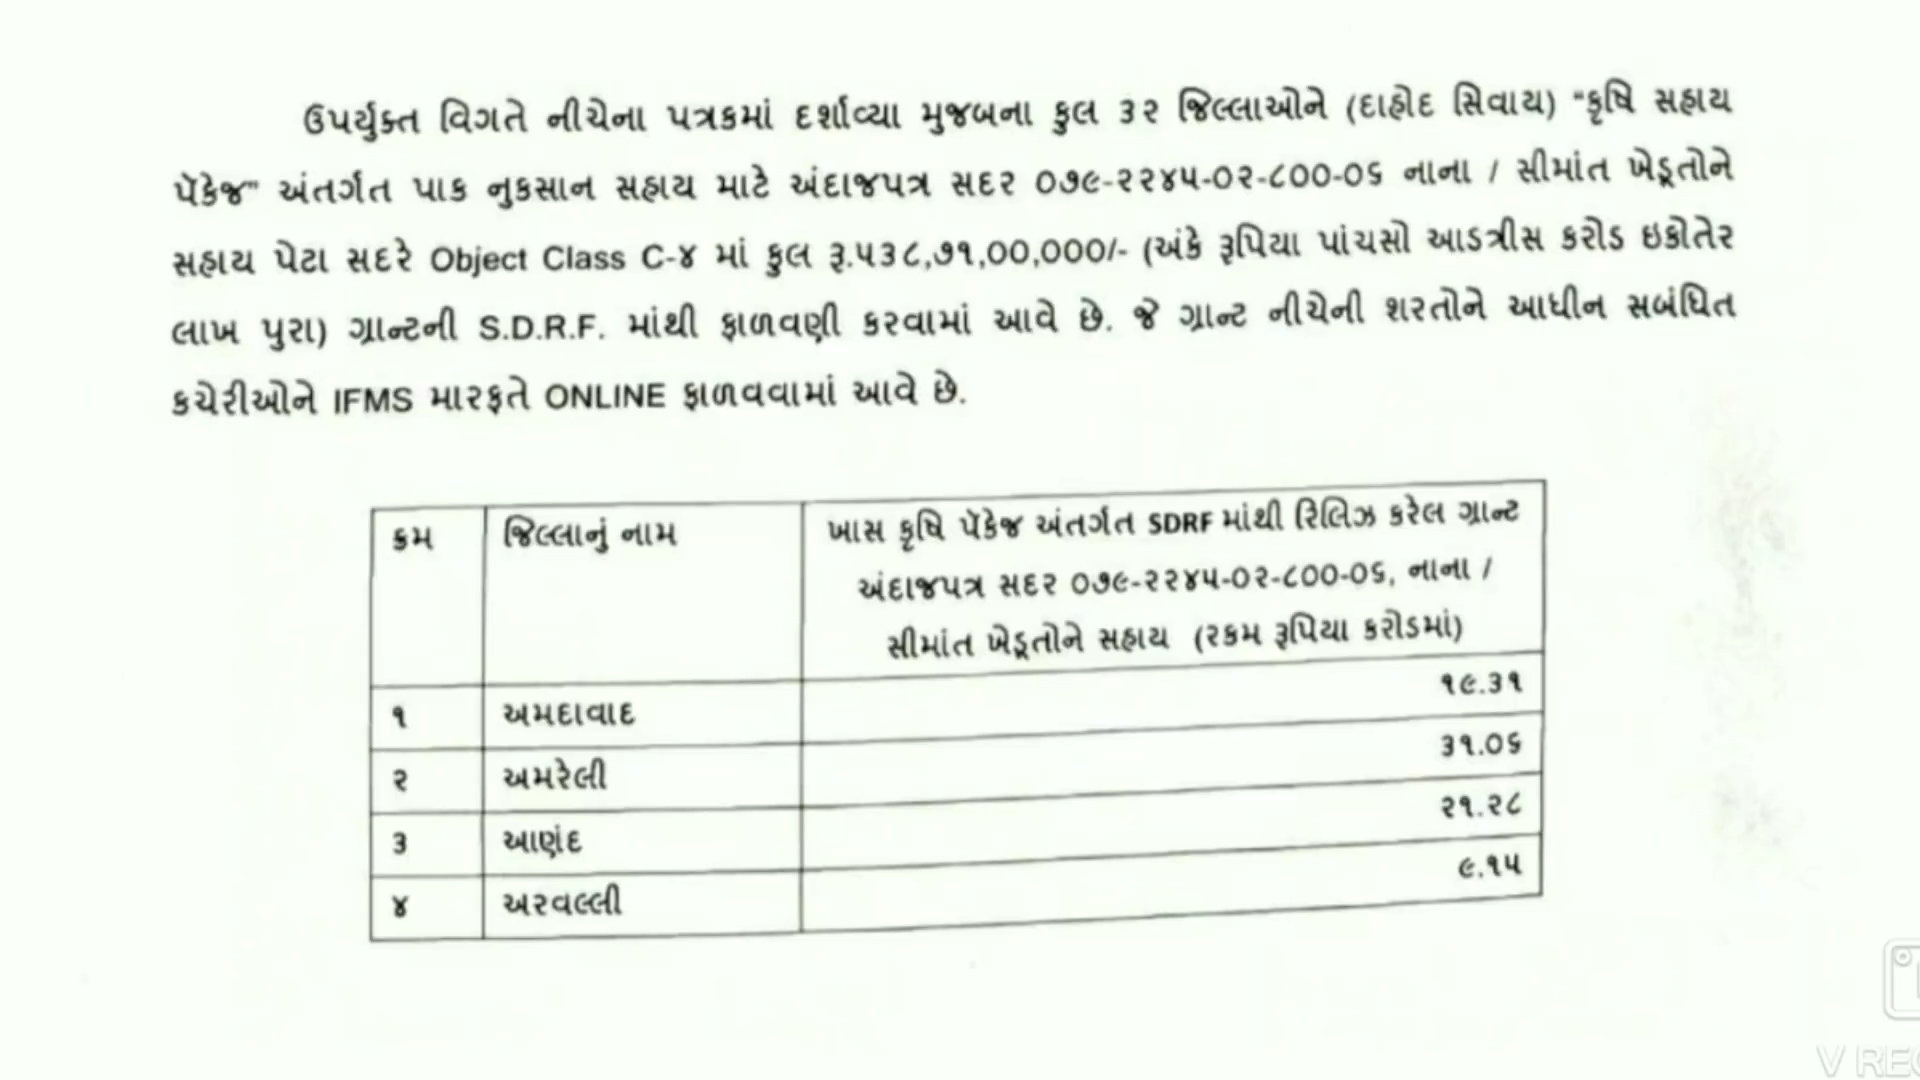 ઉપર્યુક્ત વિગતે નીચેના પત્રકમાં દર્શાવ્યા મુજબના કુલ ૩૨ જિલ્લાઓને (દાહોદ સિવાય) "કૃષિ સહાય
પૅકેજ" અંતર્ગત પાક નુકસાન સહાય માટે અંદાજપત્ર સદર ૦૭૯-૨૨૪૫-૦૨-૮૦૦-૦૬ નાના / સીમાંત ખેડૂતોને
સહાય પેટા સદરે Object Class C-૪ માં કુલ રૂ.૫૩૮,૭૧,૦૦,૦૦૦/- (અંકે રૂપિયા પાંચસો આડત્રીસ કરોડ ઇકોતેર
લાખ પુરા) ગ્રાન્ટની S.D.R.F. માંથી ફાળવણી કરવામાં આવે છે. જે ગ્રાન્ટ નીચેની શરતોને આધીન સબંધિત
કચેરીઓને IFMS મારફતે ONLINE ફાળવવામાં આવે છે.
ક્રમ જિલ્લાનું નામ ખાસ કૃષિ પૅકેજ અંતર્ગત SDRF માંથી રિલિઝ કરેલ ગ્રાન્ટ
અંદાજપત્ર સદર ૦૭૯-૨૨૪૫-૦૨-૮૦૦-૦૬, નાના /
સીમાંત ખેડૂતોને સહાય (રકમ રૂપિયા કરોડમાં)
૧ અમદાવાદ ૧૯.૩૧
૨ અમરેલી ૩૧.૦૬
૩ આણંદ ૨૧.૨૮
૪ અરવલ્લી ૯.૧૫